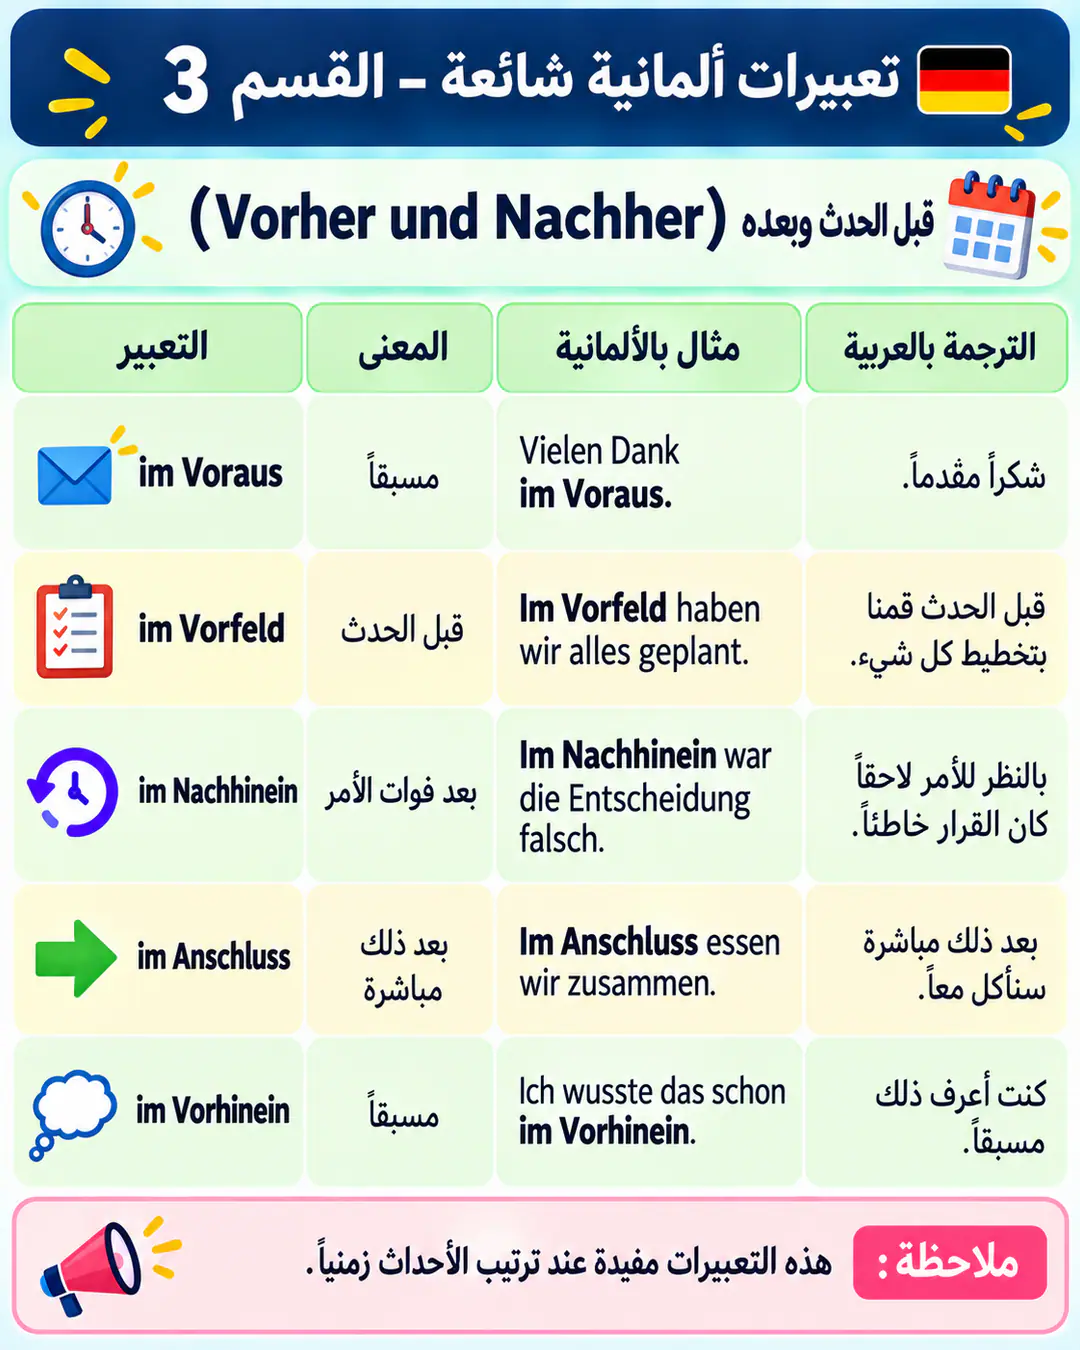 تعبيرات ألمانية شائعة – القسم 3
قبل الحدث وبعده (Vorher und Nachher)
التعبير
المعنى
مثال بالألمانية
الترجمة بالعربية
im Voraus
مسبقاً
Vielen Dank
im Voraus.
شكراً مقدماً.
im Vorfeld
قبل الحدث
Im Vorfeld haben
wir alles geplant.
قبل الحدث قمنا
بتخطيط كل شيء.
im Nachhinein
بعد فوات الأمر
Im Nachhinein war
die Entscheidung
falsch.
بالنظر للأمر لاحقاً
كان القرار خاطئاً.
im Anschluss
بعد ذلك
مباشرة
Im Anschluss essen
wir zusammen.
بعد ذلك مباشرة
سنأكل معاً.
im Vorhinein
مسبقاً
Ich wusste das schon
im Vorhinein.
كنت أعرف ذلك
مسبقاً.
ملاحظة:
هذه التعبيرات مفيدة عند ترتيب الأحداث زمنياً.